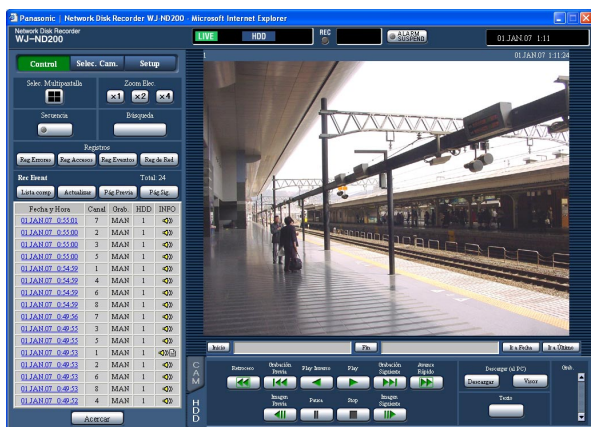 Panasonic | Network Disk Recorder WJ-ND200 - Microsoft Internet Explorer
Network Disk Recorder
WJ-ND200
LIVE HDD REC ALARM SUSPEND 01.JAN.07 1:11
Control Selec. Cam. Setup
1 01.JAN.07 1:11:24
Selec. Multipantalla Zoom Elec.
x1 x2 x4
Secuencia Búsqueda
Registros
Reg Errores Reg Accesos Reg Eventos Reg de Red.
Rec Event Total: 24
Lista comp Actualizar Pág Previa Pág Sig.
Fecha y Hora Canal Grab. HDD INFO
01.JAN.07 0:55:01 7 MAN 1
01.JAN.07 0:55:00 2 MAN 1
01.JAN.07 0:55:00 3 MAN 1
01.JAN.07 0:55:00 5 MAN 1
01.JAN.07 0:54:59 1 MAN 1
01.JAN.07 0:54:59 4 MAN 1
01.JAN.07 0:54:59 6 MAN 1
01.JAN.07 0:54:59 8 MAN 1
01.JAN.07 0:49:56 7 MAN 1
01.JAN.07 0:49:55 3 MAN 1
01.JAN.07 0:49:55 5 MAN 1
01.JAN.07 0:49:53 1 MAN 1
01.JAN.07 0:49:53 2 MAN 1
01.JAN.07 0:49:53 6 MAN 1
01.JAN.07 0:49:53 8 MAN 1
01.JAN.07 0:49:52 4 MAN 1
Acercar
Inicio Fin Ir a Fecha Ir a Último
CAM
HDD
Retroceso Grabación Previa Play Inverso Play Grabación Siguiente Avance Rápido
Imagen Previa Pausa Stop Imagen Siguiente
Descargar (al PC)
Descargar Visor
Texto
Grab.